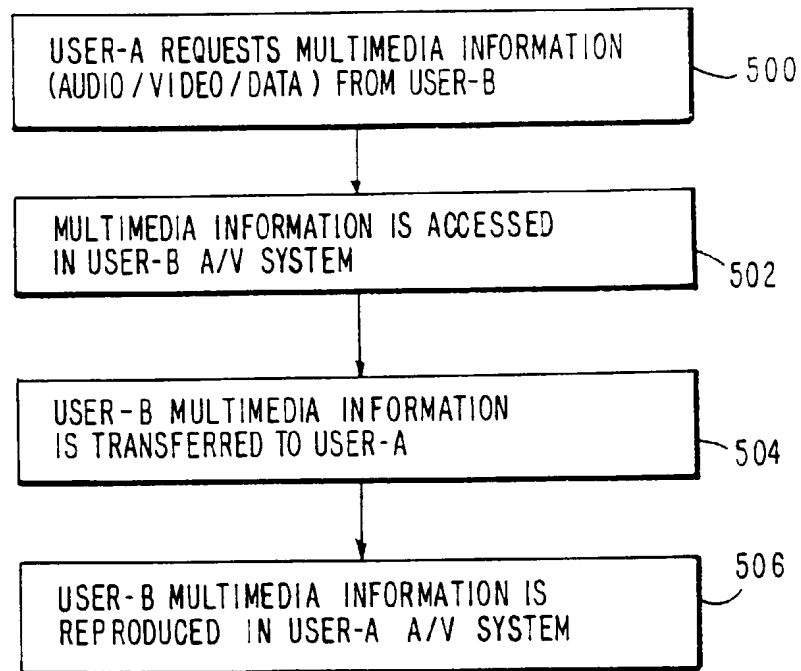 USER-A REQUESTS MULTIMEDIA INFORMATION
(AUDIO/VIDEO/DATA) FROM USER-B
500
MULTIMEDIA INFORMATION IS ACCESSED
IN USER-B A/V SYSTEM
502
USER-B MULTIMEDIA INFORMATION
IS TRANSFERRED TO USER-A
504
USER-B MULTIMEDIA INFORMATION IS
REPRODUCED IN USER-A A/V SYSTEM
506